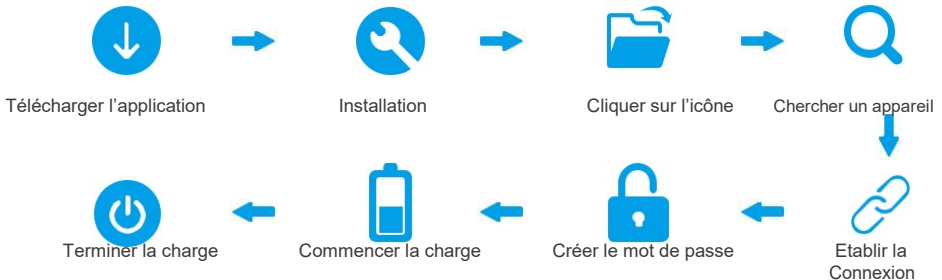 Télécharger l’application
Installation
Cliquer sur l’icône
Chercher un appareil
Terminer la charge
Commencer la charge
Créer le mot de passe
Etablir la
Connexion